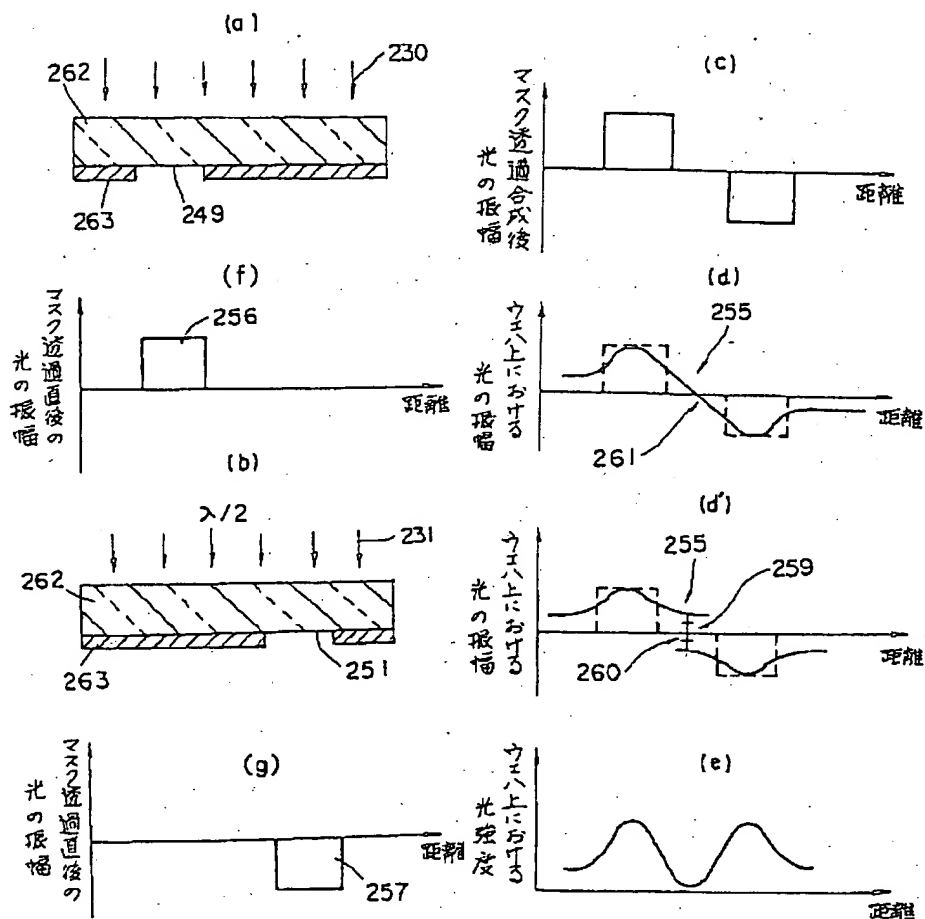 (a)
230
262
263
249
(f)
マスク透過直後の
光の振幅
256
距離
(b)
λ/2
231
262
263
251
(g)
マスク透過直後の
光の振幅
257
距離
(c)
マスク透過合成後
光の振幅
距離
(d)
ウエハ上における
光の振幅
255
261
距離
(d')
ウエハ上における
光の振幅
255
259
260
距離
(e)
ウエハ上における
光強度
距離